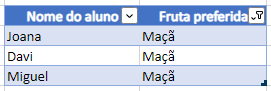 Nome do aluno Fruta preferida
Joana Maçã
Davi Maçã
Miguel Maçã